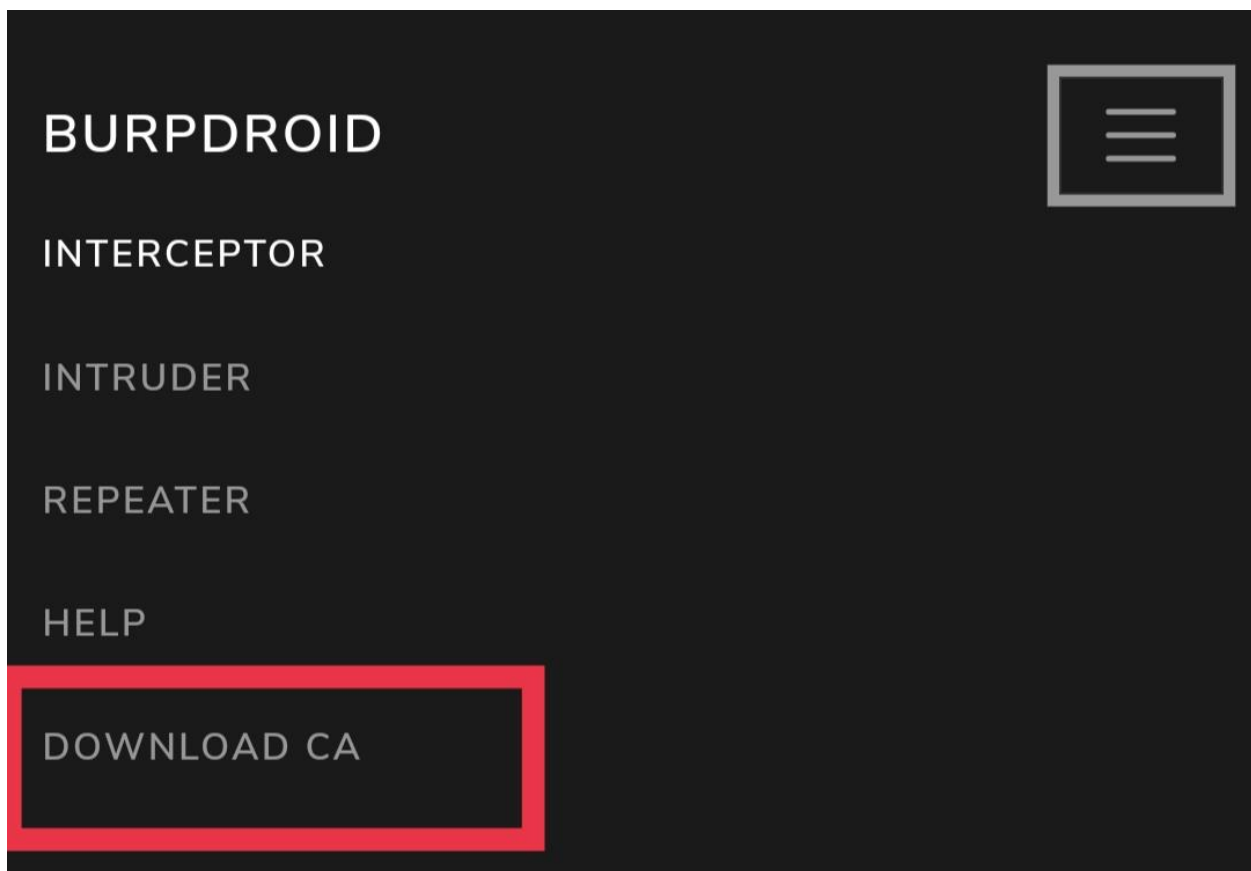 BURPDROID
INTERCEPTOR
INTRUDER
REPEATER
HELP
DOWNLOAD CA